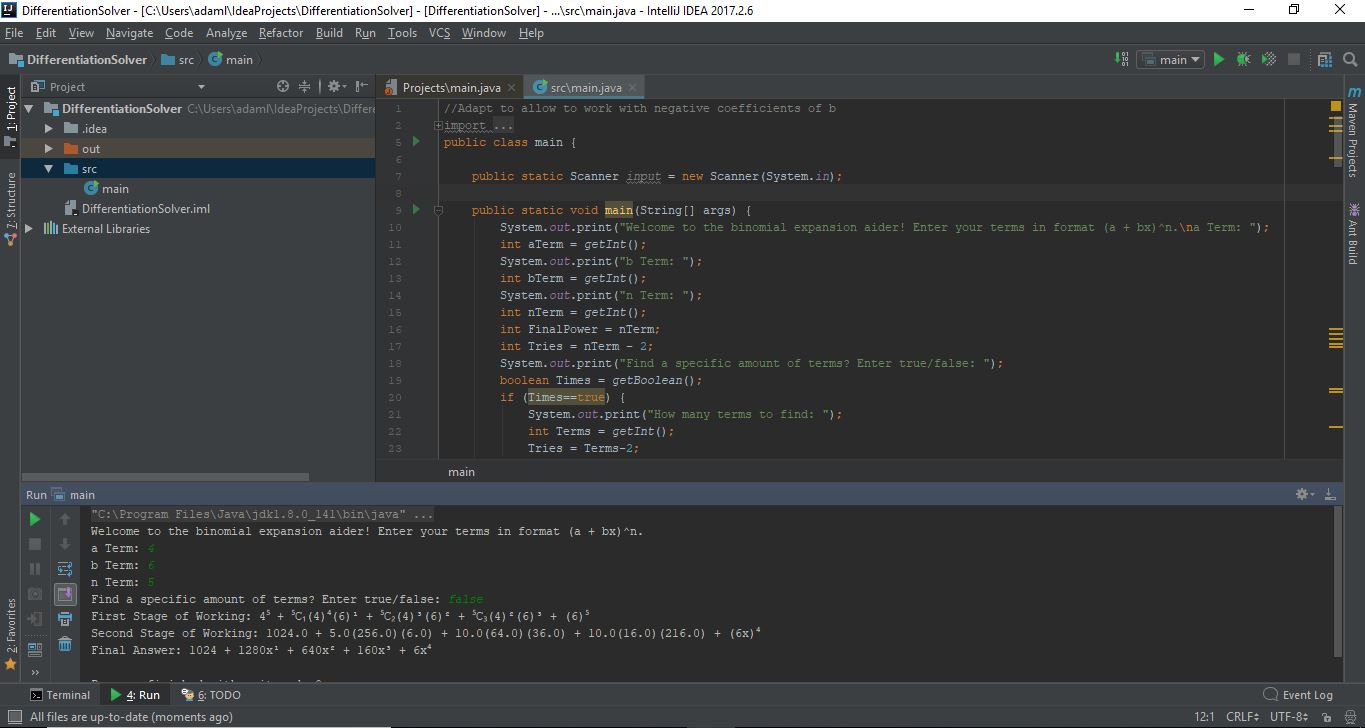 DifferentiationSolver - [C:\Users\adaml\IdeaProjects\DifferentiationSolver] - [DifferentiationSolver] - ...\src\main.java - IntelliJ IDEA 2017.2.6
File Edit View Navigate Code Analyze Refactor Build Run Tools VCS Window Help
DifferentiationSolver src main
main
Project
Projects\main.java src\main.java
1: Project
7: Structure
2: Favorites
DifferentiationSolver C:\Users\adaml\IdeaProjects\Differe
.idea
out
src
main
DifferentiationSolver.iml
External Libraries
1 //Adapt to allow to work with negative coefficients of b
2 import ...
5 public class main {
6
7 public static Scanner input = new Scanner(System.in);
8
9 public static void main(String[] args) {
10 System.out.print("Welcome to the binomial expansion aider! Enter your terms in format (a + bx)^n.\na Term: ");
11 int aTerm = getInt();
12 System.out.print("b Term: ");
13 int bTerm = getInt();
14 System.out.print("n Term: ");
15 int nTerm = getInt();
16 int FinalPower = nTerm;
17 int Tries = nTerm - 2;
18 System.out.print("Find a specific amount of terms? Enter true/false: ");
19 boolean Times = getBoolean();
20 if (Times==true) {
21 System.out.print("How many terms to find: ");
22 int Terms = getInt();
23 Tries = Terms-2;
main
Maven Projects
Ant Build
Run main
"C:\Program Files\Java\jdk1.8.0_141\bin\java" ...
Welcome to the binomial expansion aider! Enter your terms in format (a + bx)^n.
a Term: 4
b Term: 6
n Term: 5
Find a specific amount of terms? Enter true/false: false
First Stage of Working: 4⁵ + ⁵C₁(4)⁴(6)¹ + ⁵C₂(4)³(6)² + ⁵C₃(4)²(6)³ + (6)⁵
Second Stage of Working: 1024.0 + 5.0(256.0)(6.0) + 10.0(64.0)(36.0) + 10.0(16.0)(216.0) + (6x)⁴
Final Answer: 1024 + 1280x¹ + 640x² + 160x³ + 6x⁴
Terminal 4: Run 6: TODO Event Log
All files are up-to-date (moments ago) 12:1 CRLF UTF-8